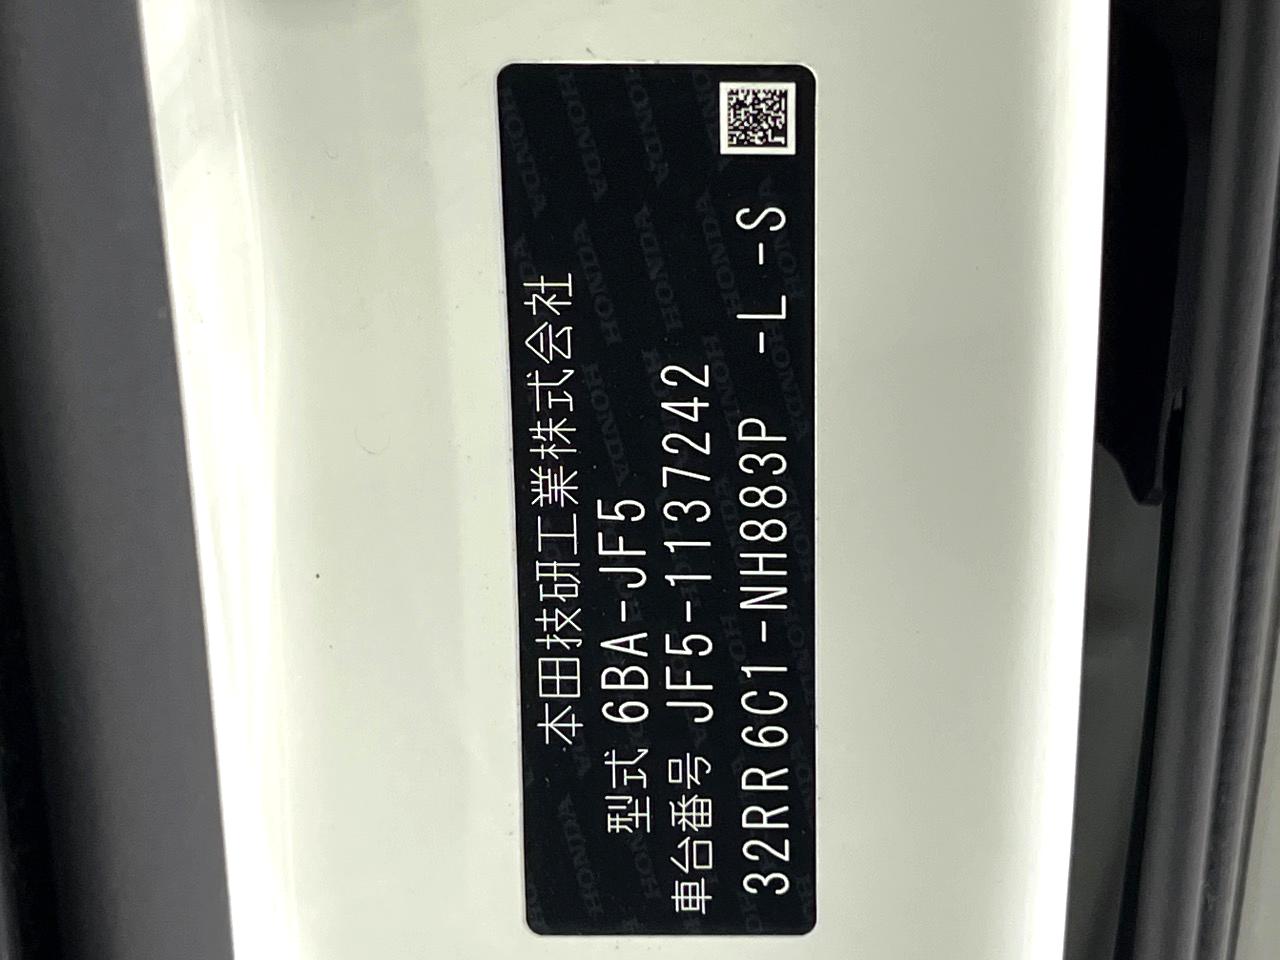 本田技研工業株式会社
型式 6BA-JF5
車台番号 JF5-1137242
32RR6C1-NH883P -L -S